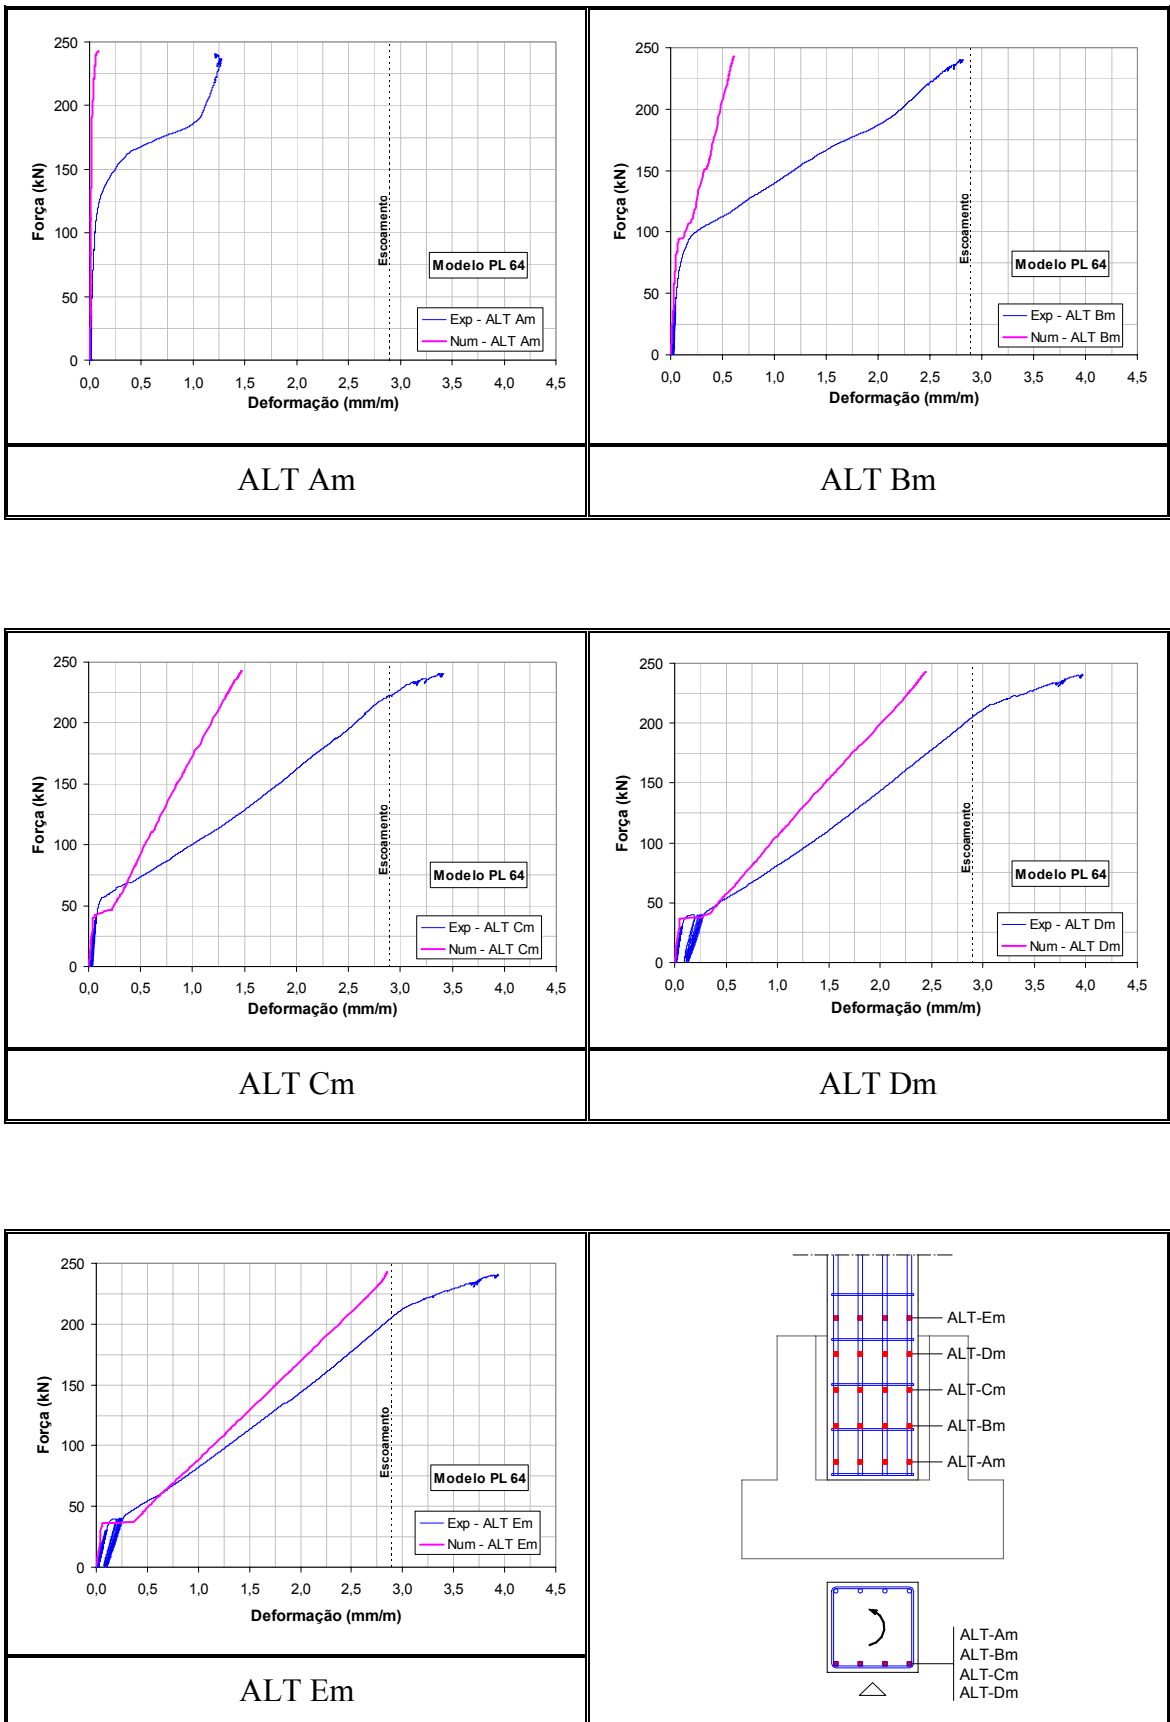 250
200
150
100
50
0
Força (kN)
0,0 0,5 1,0 1,5 2,0 2,5 3,0 3,5 4,0 4,5
Deformação (mm/m)
Escoamento
Modelo PL 64
Exp - ALT Am
Num - ALT Am
ALT Am
250
200
150
100
50
0
Força (kN)
0,0 0,5 1,0 1,5 2,0 2,5 3,0 3,5 4,0 4,5
Deformação (mm/m)
Escoamento
Modelo PL 64
Exp - ALT Bm
Num - ALT Bm
ALT Bm
250
200
150
100
50
0
Força (kN)
0,0 0,5 1,0 1,5 2,0 2,5 3,0 3,5 4,0 4,5
Deformação (mm/m)
Escoamento
Modelo PL 64
Exp - ALT Cm
Num - ALT Cm
ALT Cm
250
200
150
100
50
0
Força (kN)
0,0 0,5 1,0 1,5 2,0 2,5 3,0 3,5 4,0 4,5
Deformação (mm/m)
Escoamento
Modelo PL 64
Exp - ALT Dm
Num - ALT Dm
ALT Dm
250
200
150
100
50
0
Força (kN)
0,0 0,5 1,0 1,5 2,0 2,5 3,0 3,5 4,0 4,5
Deformação (mm/m)
Escoamento
Modelo PL 64
Exp - ALT Em
Num - ALT Em
ALT Em
ALT-Em
ALT-Dm
ALT-Cm
ALT-Bm
ALT-Am
ALT-Am
ALT-Bm
ALT-Cm
ALT-Dm